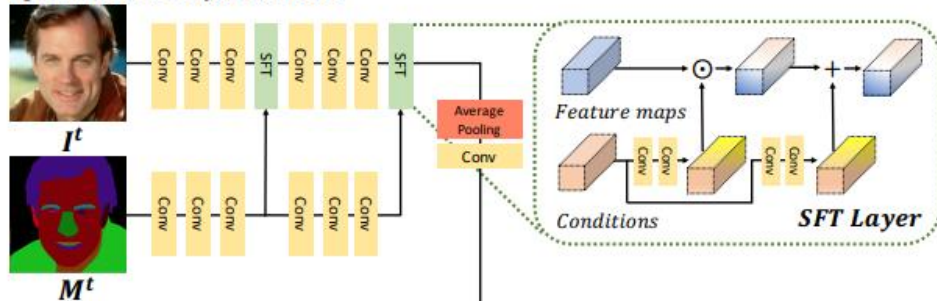 Conv
Conv
Conv
SFT
Conv
Conv
Conv
SFT
I^t
Average
Pooling
Conv
Conv
Conv
Conv
Conv
Conv
Conv
M^t
Feature maps
Conv
Conv
Conv
Conv
Conditions
SFT Layer